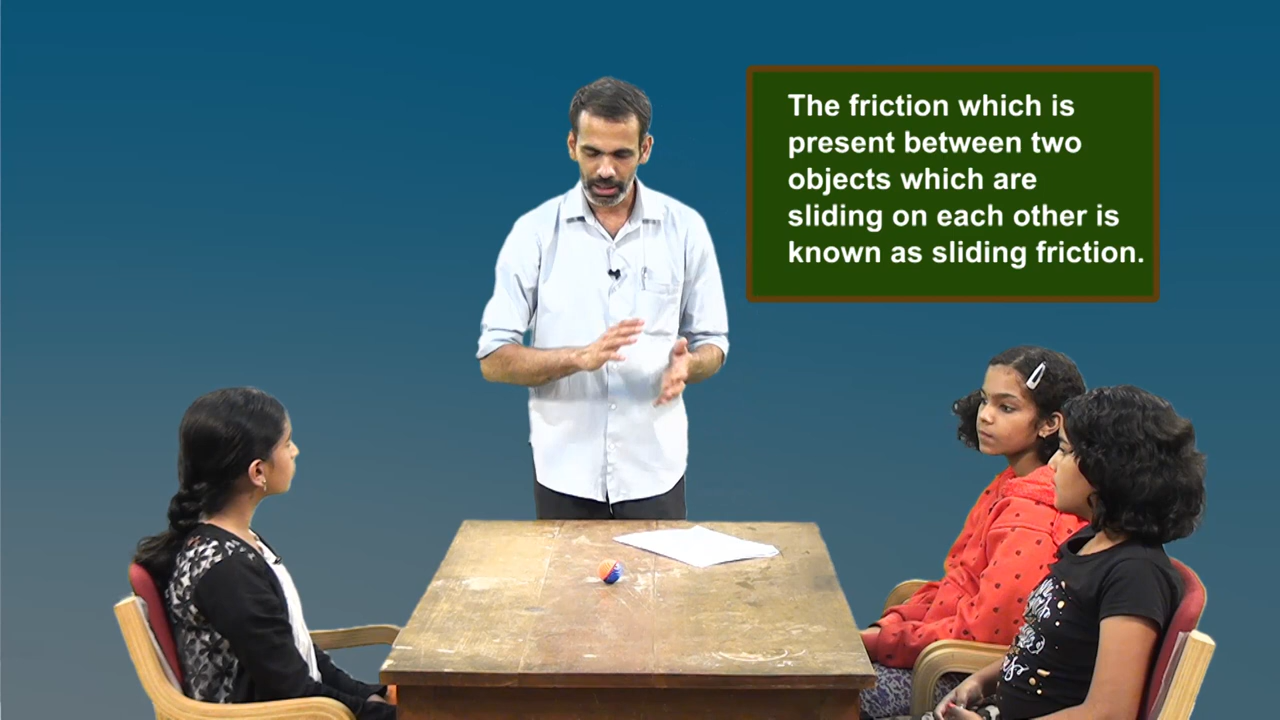 The friction which is
present between two
objects which are
sliding on each other is
known as sliding friction.